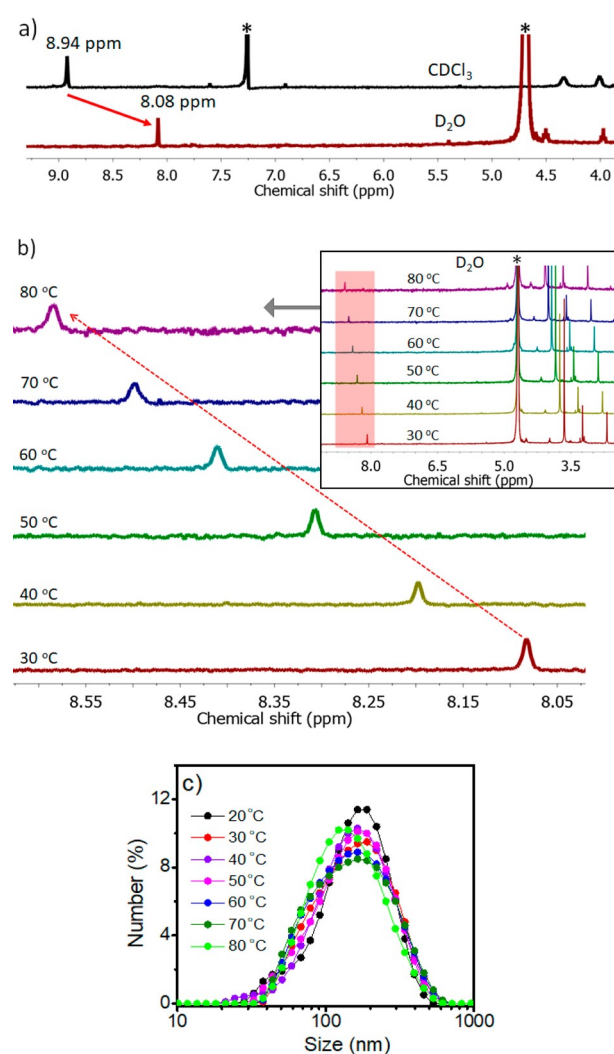 a)
*
*
8.94 ppm
8.08 ppm
CDCl3
D2O
9.0 8.5 8.0 7.5 7.0 6.5 6.0 5.5 5.0 4.5 4.0
Chemical shift (ppm)
b)
80 °C
70 °C
60 °C
50 °C
40 °C
30 °C
8.55 8.45 8.35 8.25 8.15 8.05
Chemical shift (ppm)
D2O *
80 °C
70 °C
60 °C
50 °C
40 °C
30 °C
8.0 6.5 5.0 3.5
Chemical shift (ppm)
c)
20 °C
30 °C
40 °C
50 °C
60 °C
70 °C
80 °C
Number (%)
12
8
4
0
10 100 1000
Size (nm)